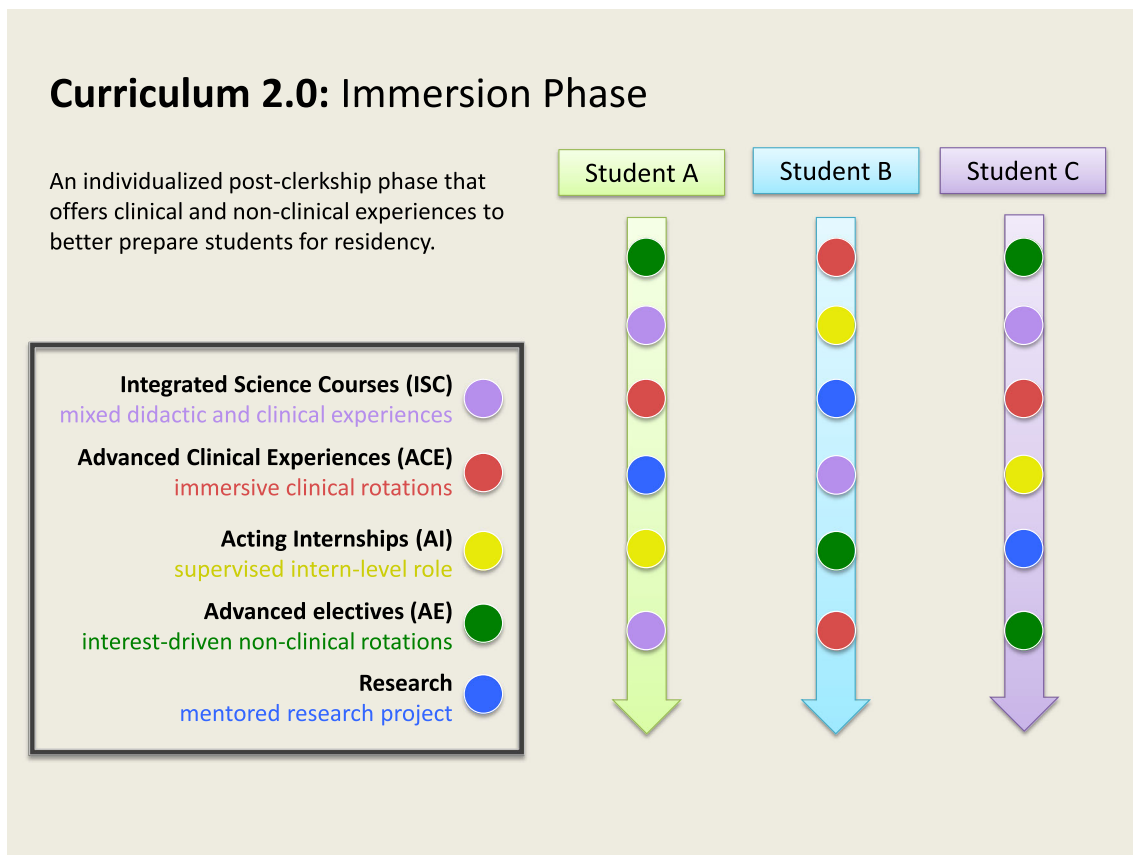 Curriculum 2.0: Immersion Phase
An individualized post-clerkship phase that
offers clinical and non-clinical experiences to
better prepare students for residency.
Student A
Student B
Student C
Integrated Science Courses (ISC)
mixed didactic and clinical experiences
Advanced Clinical Experiences (ACE)
immersive clinical rotations
Acting Internships (AI)
supervised intern-level role
Advanced electives (AE)
interest-driven non-clinical rotations
Research
mentored research project